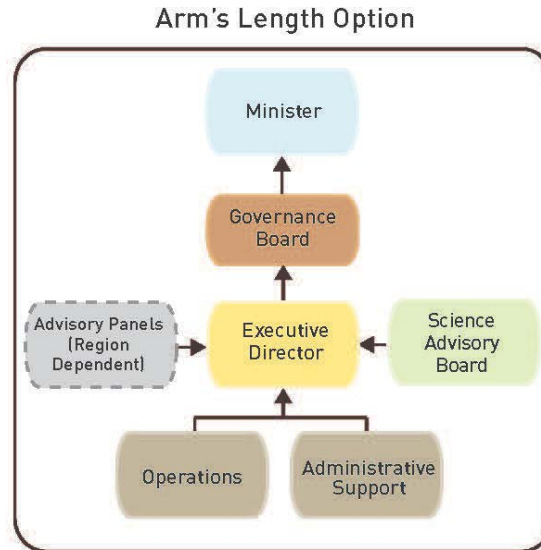 Arm's Length Option
Minister
Governance
Board
Advisory Panels
(Region
Dependent)
Executive
Director
Science
Advisory
Board
Operations
Administrative
Support